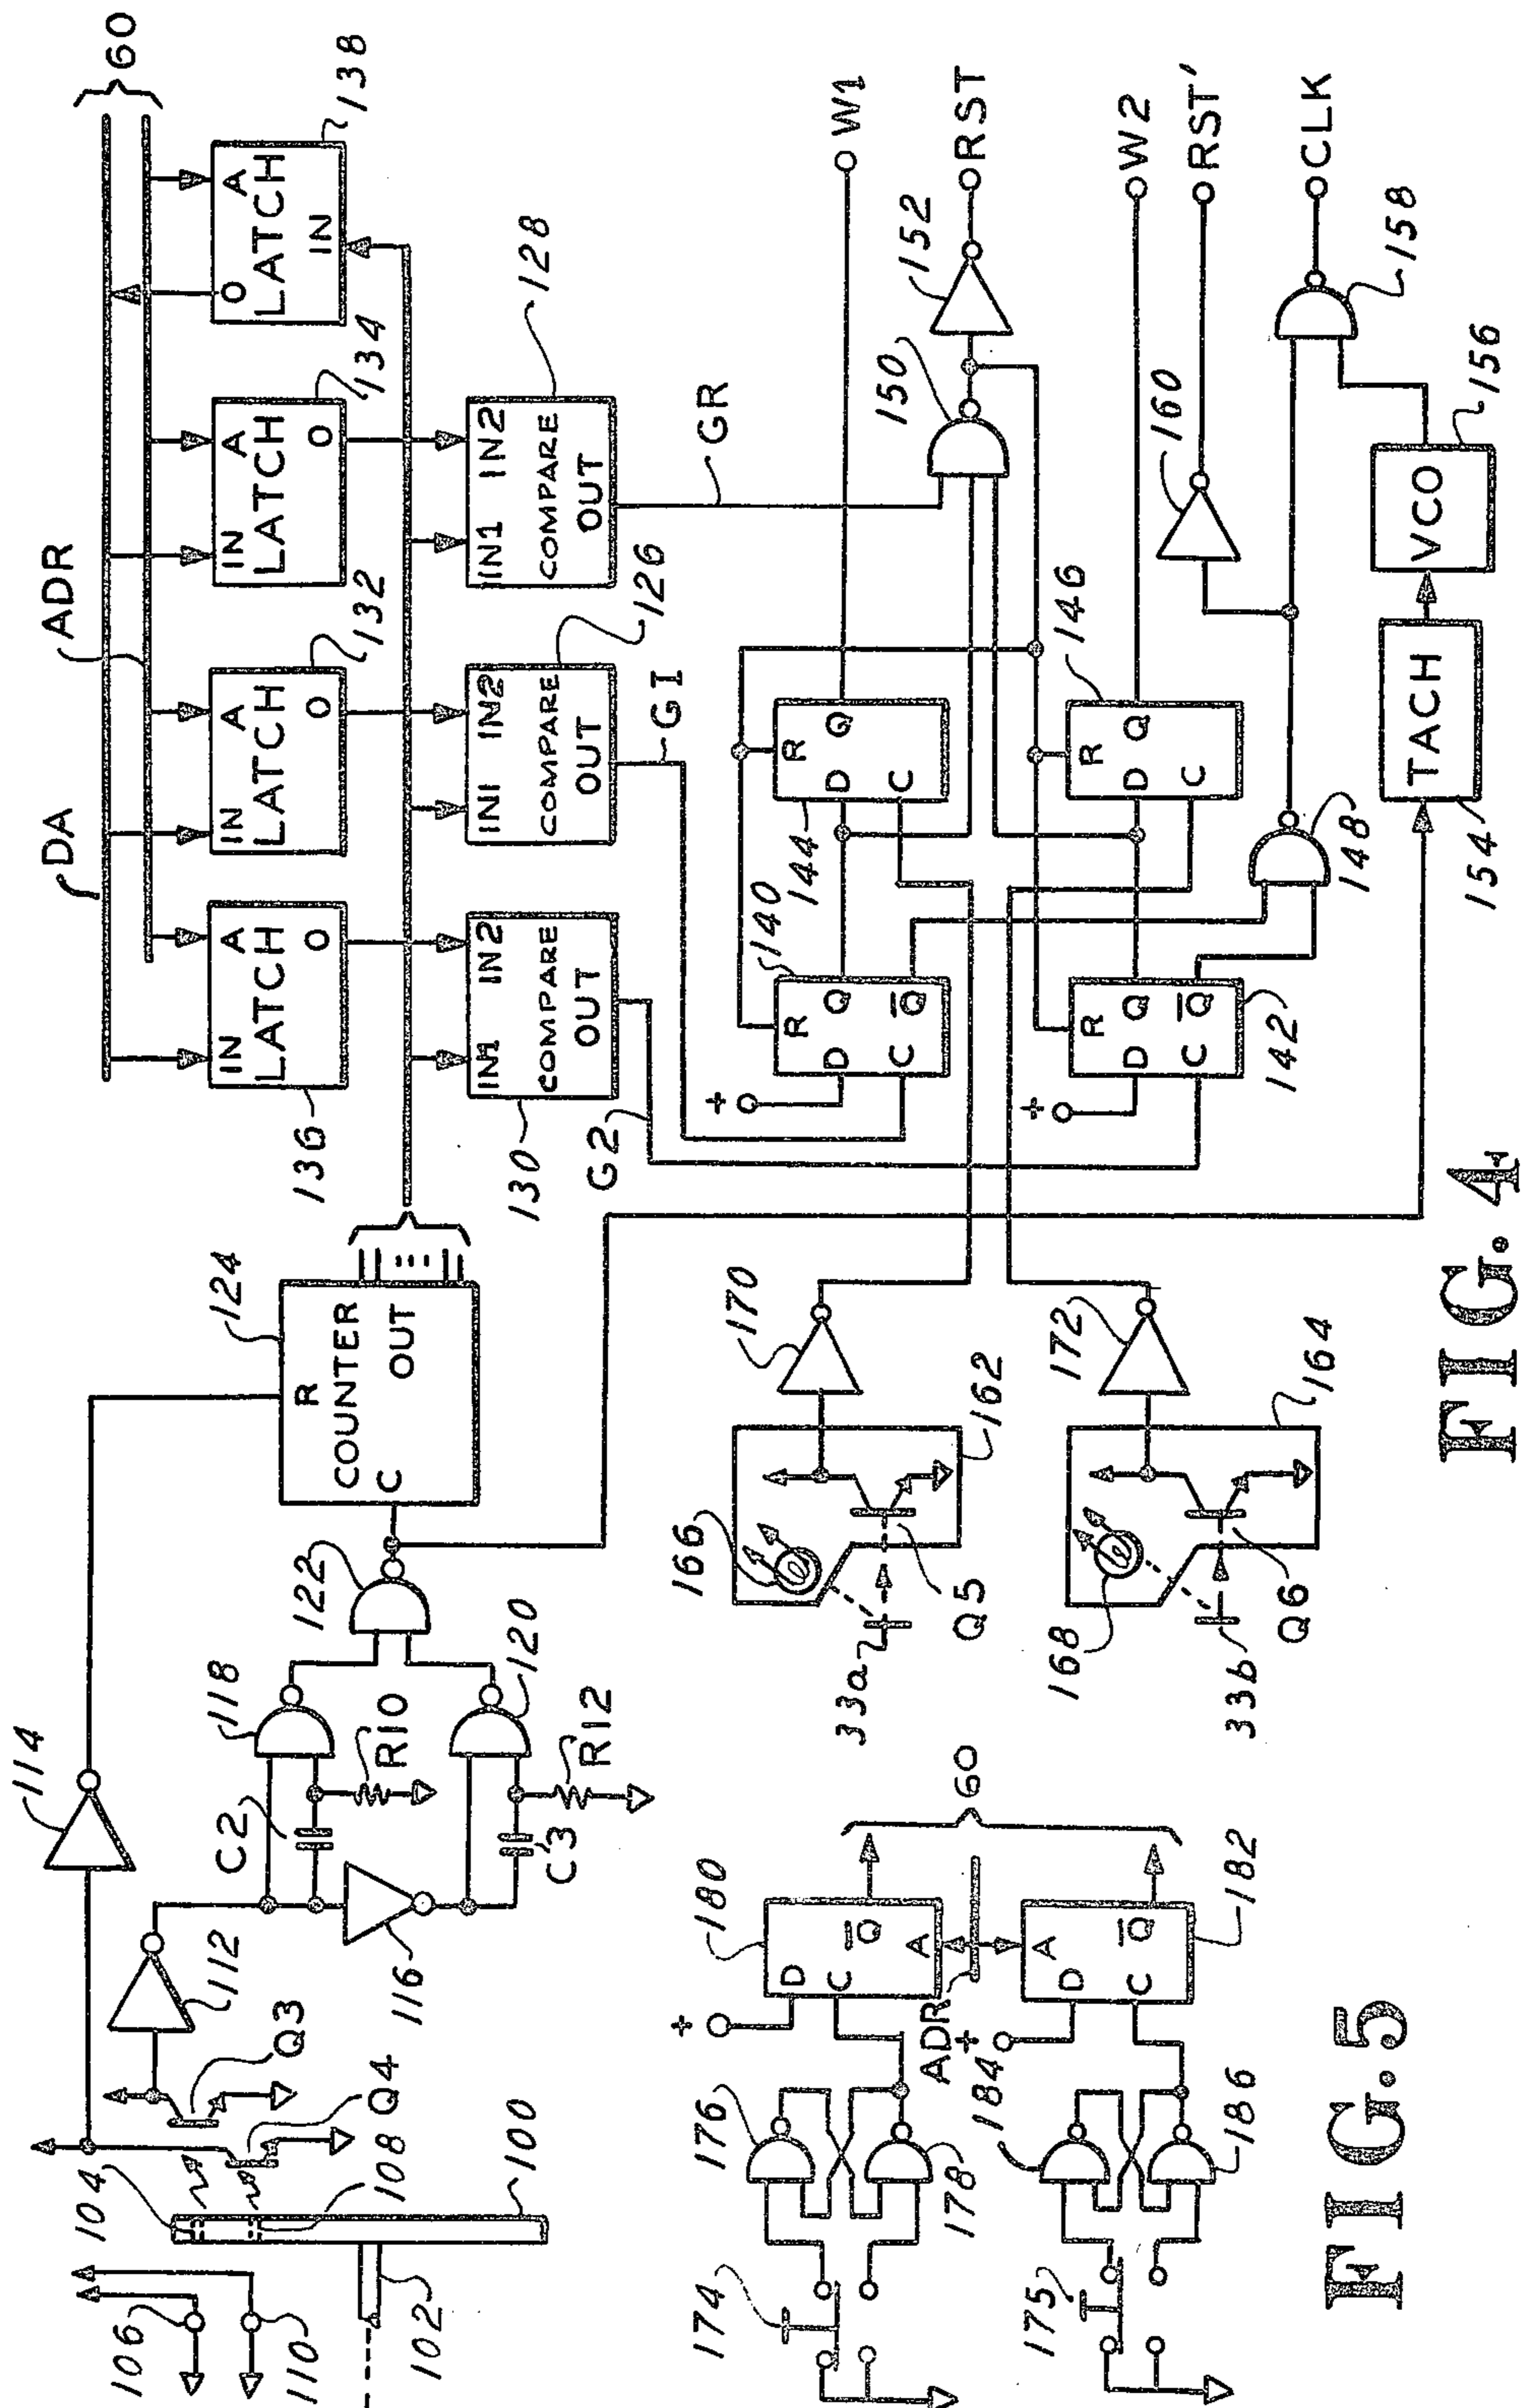 DA
ADR
60
136
IN A
LATCH
O
132
IN A
LATCH
O
134
IN A
LATCH
O
138
O A
LATCH
IN
130
IN1 IN2
COMPARE
OUT
126
IN1 IN2
COMPARE
OUT
128
IN1 IN2
COMPARE
OUT
G2
GI
GR
114
112
Q3
Q4
104
108
100
102
106
110
116
C2
C3
118
R10
120
R12
122
124
R
COUNTER
C OUT
140
R
D Q
C Q̅
+
144
R
D Q
C
142
R
D Q
C Q̅
+
146
R
D Q
C
148
150
152
W1
RST
W2
160
RST'
158
CLK
154
TACH
156
VCO
166
162
Q5
33a
170
168
164
Q6
33b
172
FIG. 4
174
176
178
+
180
D
C Q̅
A
ADR
60
175
184
186
+
182
A
D
C Q̅
FIG. 5